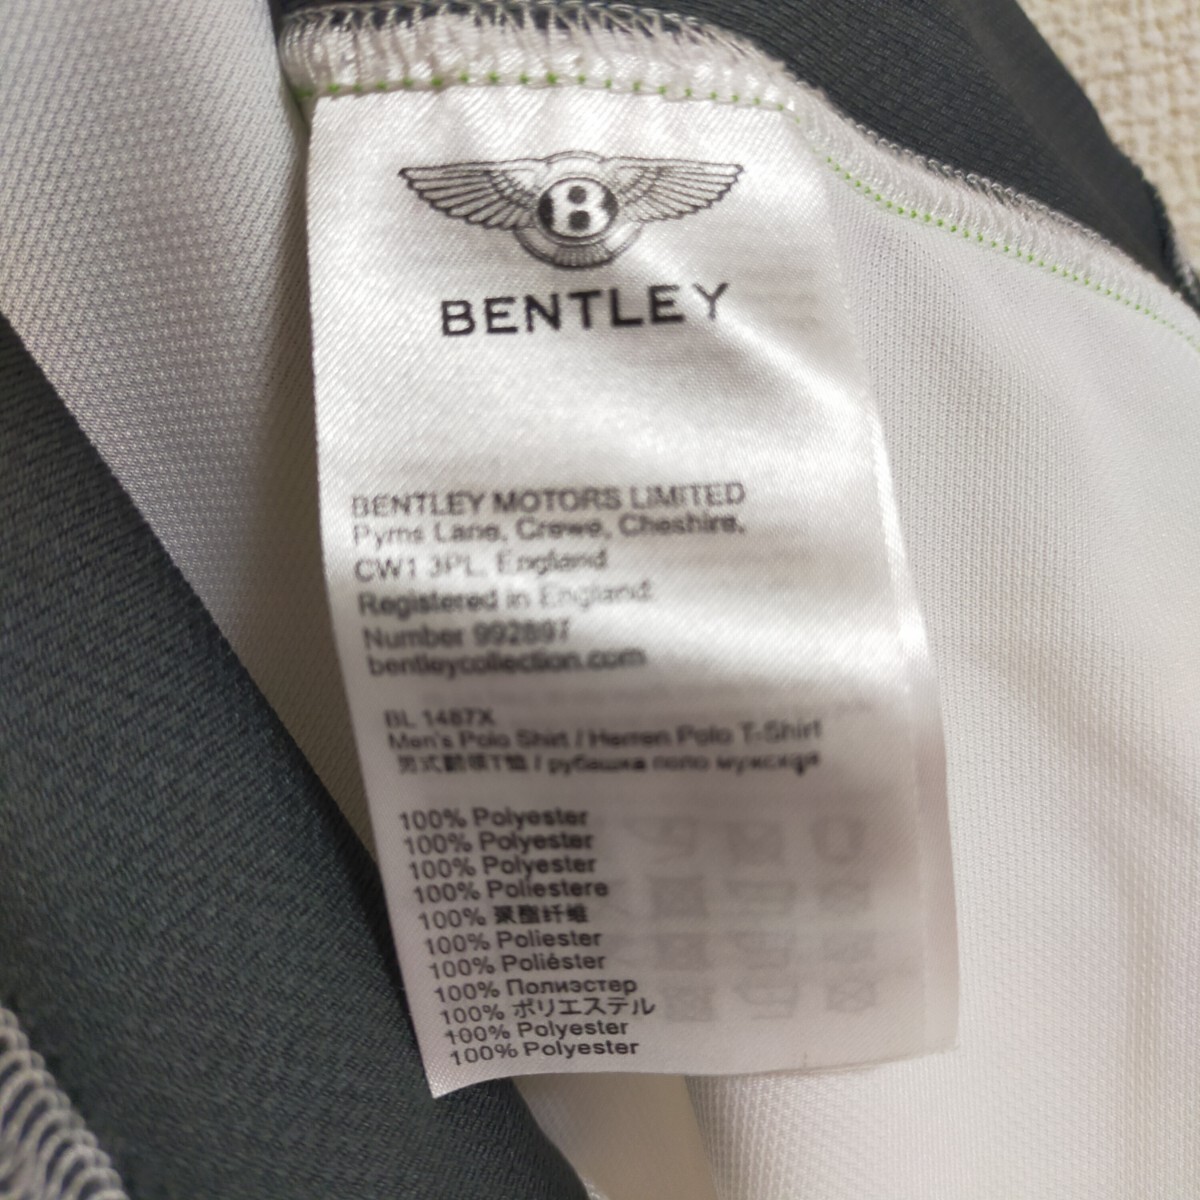 B
BENTLEY
BENTLEY MOTORS LIMITED
Pyms Lane, Crewe, Cheshire,
CW1 3PL, England
Registered in England
Number 992897
bentleycollection.com
BL 1487X
Men's Polo Shirt / Herren Polo T-Shirt
男式翻領T恤 / рубашка поло мужская
100% Polyester
100% Polyester
100% Polyester
100% Poliestere
100% 聚酯纤维
100% Poliester
100% Poliéster
100% Полиэстер
100% ポリエステル
100% Polyester
100% Polyester